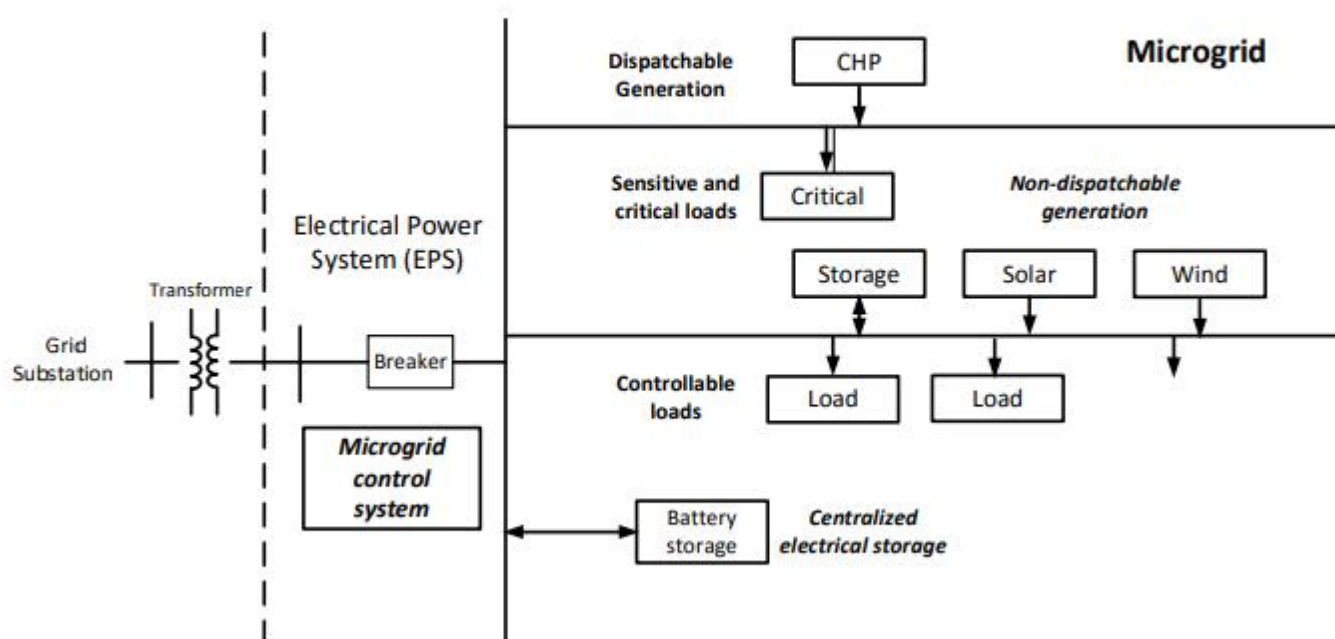 Microgrid
Dispatchable
Generation
CHP
Sensitive and
critical loads
Critical
Non-dispatchable
generation
Electrical Power
System (EPS)
Storage
Solar
Wind
Transformer
Grid
Substation
Breaker
Controllable
loads
Load
Load
Microgrid
control
system
Battery
storage
Centralized
electrical storage